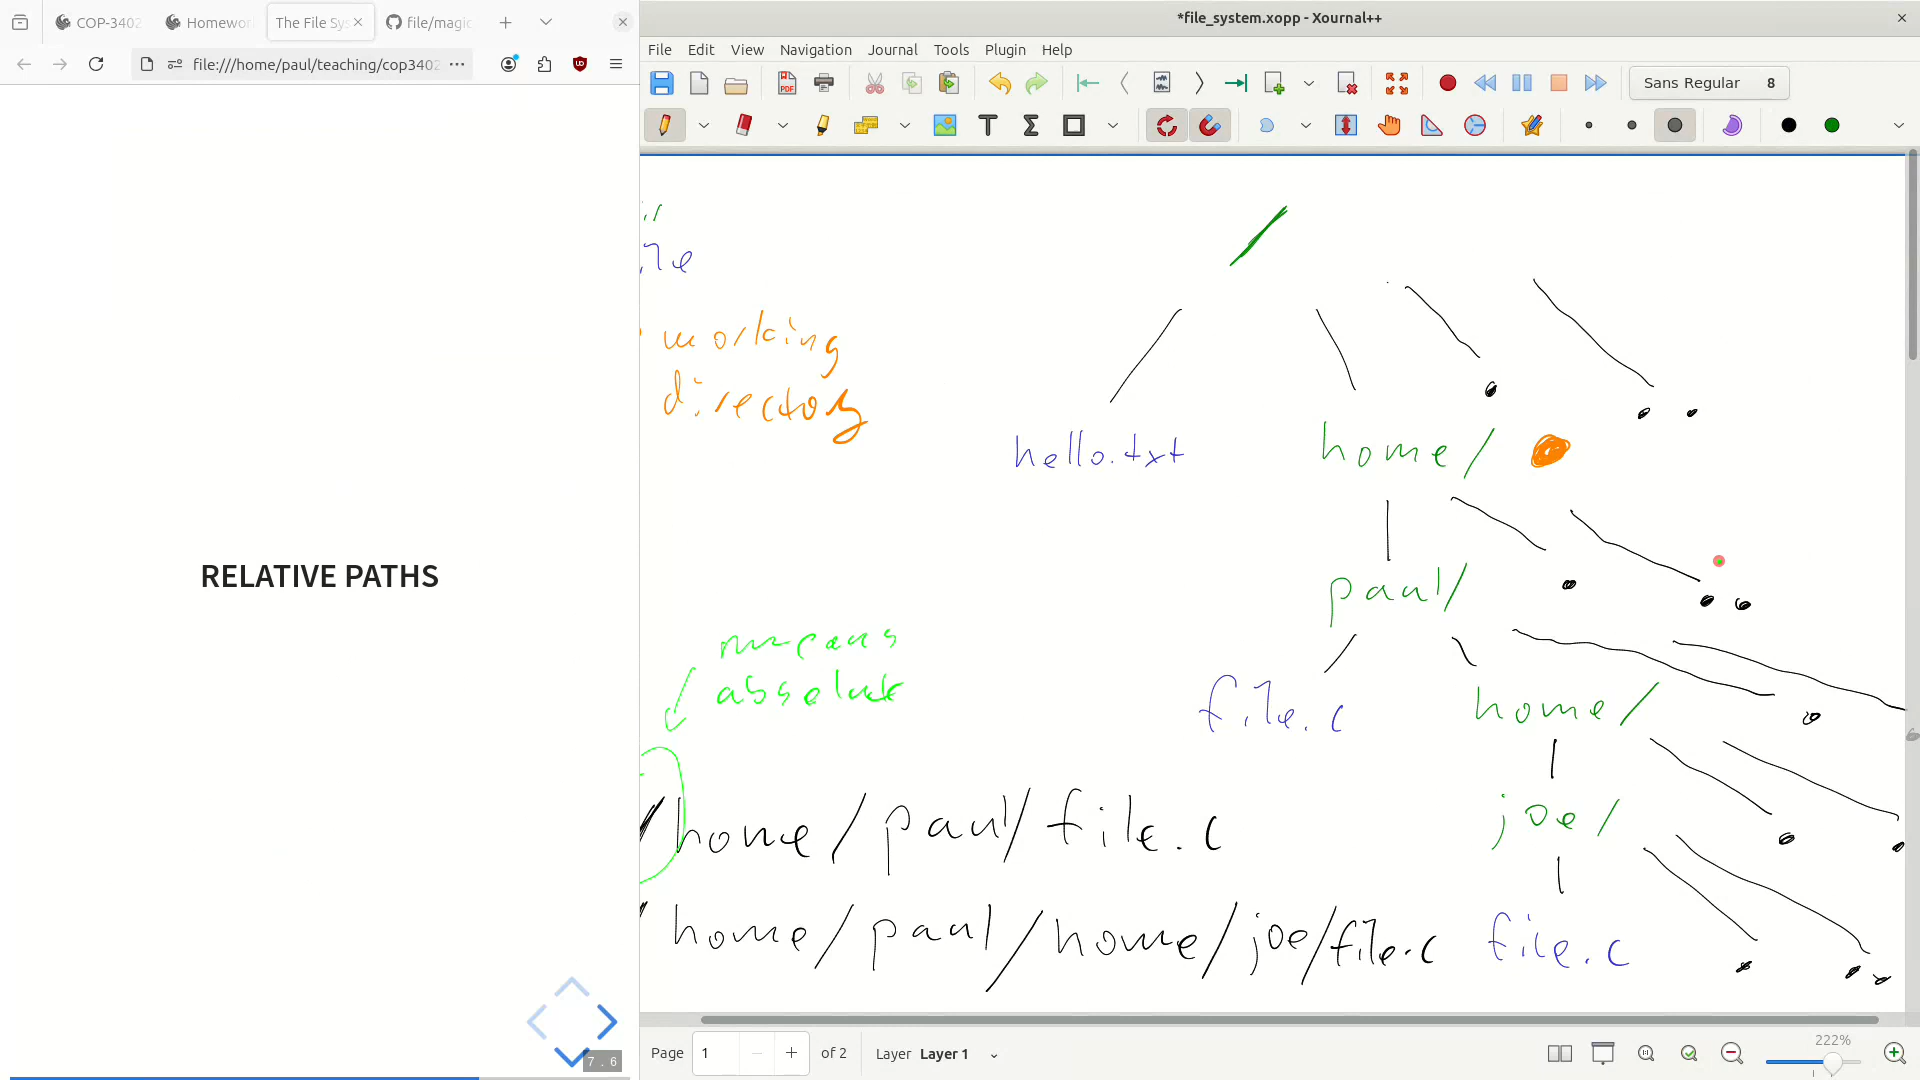 COP-3402
Homewor
The File Sys
file/magic
file:///home/paul/teaching/cop3402
RELATIVE PATHS
7.6
*file_system.xopp - Xournal++
File Edit View Navigation Journal Tools Plugin Help
Sans Regular 8
/
ile
working
directory
hello.txt
home/
paul/
means
absolute
file.c
home/
/home/paul/file.c
joe/
/home/paul/home/joe/file.c
file.c
Page 1 of 2 Layer Layer 1
222%